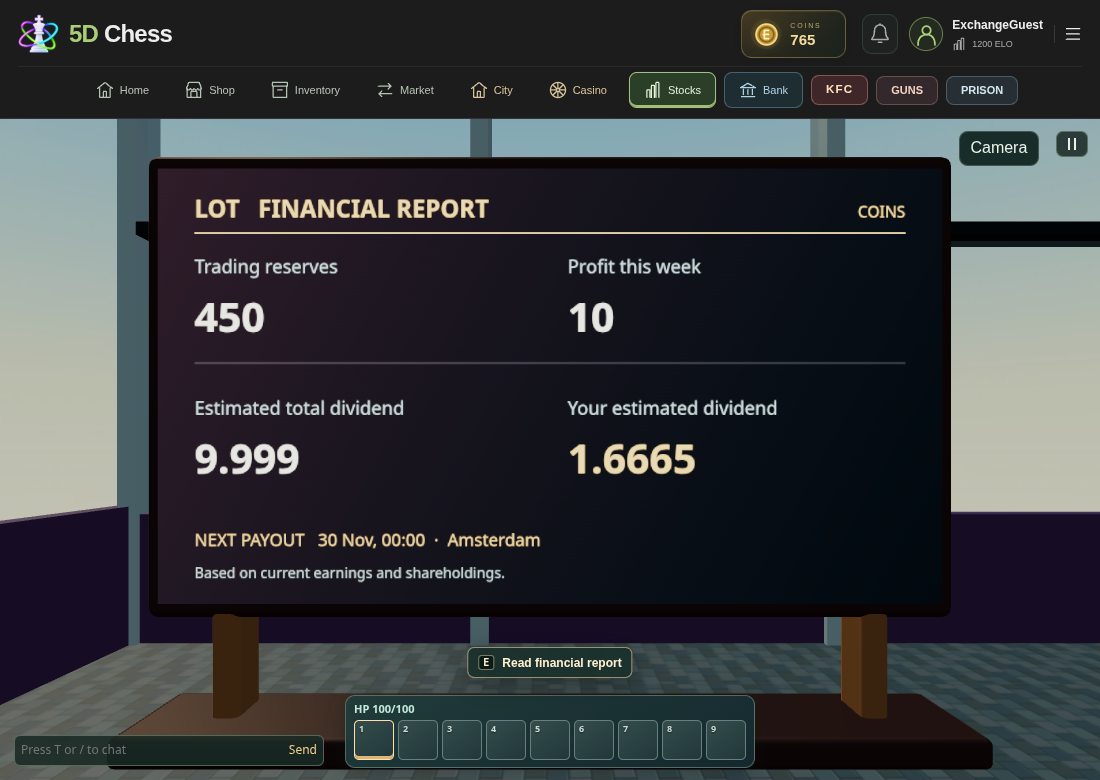 5D Chess
COINS
765
ExchangeGuest
1200 ELO
Home
Shop
Inventory
Market
City
Casino
Stocks
Bank
KFC
GUNS
PRISON
Camera
LOT FINANCIAL REPORT
COINS
Trading reserves
Profit this week
450
10
Estimated total dividend
Your estimated dividend
9.999
1.6665
NEXT PAYOUT 30 Nov, 00:00 · Amsterdam
Based on current earnings and shareholdings.
E Read financial report
HP 100/100
1 2 3 4 5 6 7 8 9
Press T or / to chat
Send